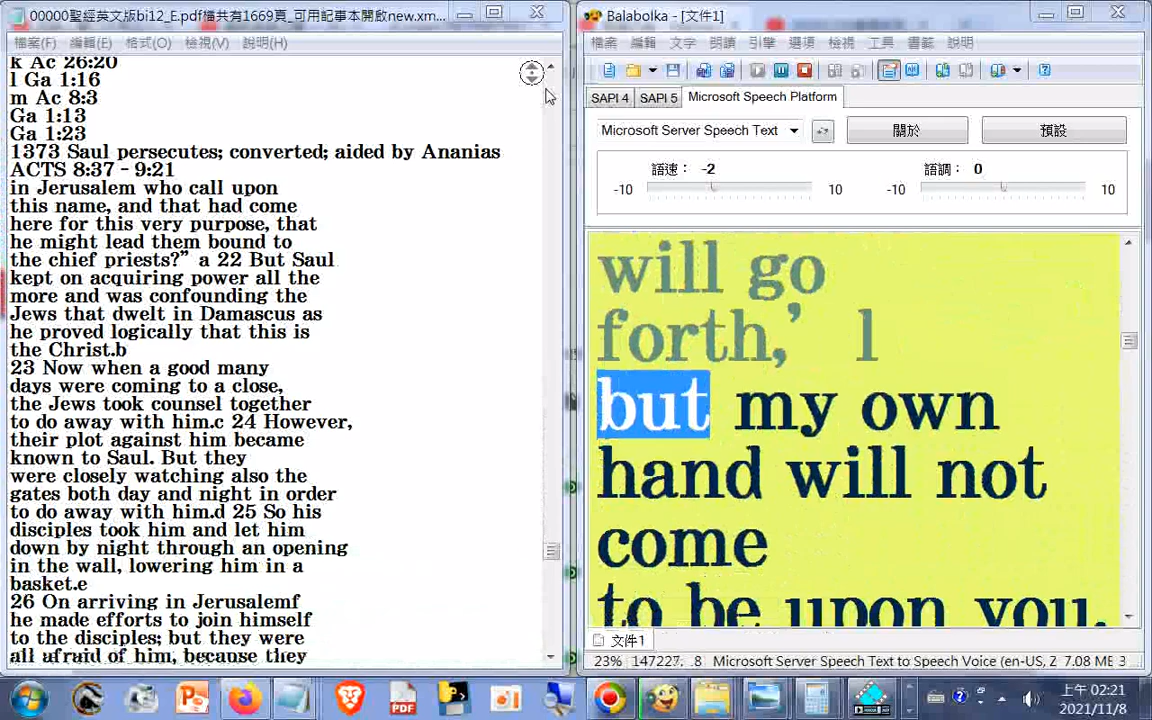 00000聖經英文版bi12_E.pdf檔共有1669頁_可用記事本開啟new.xm...
檔案(F) 編輯(E) 格式(O) 檢視(V) 說明(H)
k Ac 26:20
l Ga 1:16
m Ac 8:3
Ga 1:13
Ga 1:23
1373 Saul persecutes; converted; aided by Ananias
ACTS 8:37 - 9:21
in Jerusalem who call upon
this name, and that had come
here for this very purpose, that
he might lead them bound to
the chief priests?” a 22 But Saul
kept on acquiring power all the
more and was confounding the
Jews that dwelt in Damascus as
he proved logically that this is
the Christ.b
23 Now when a good many
days were coming to a close,
the Jews took counsel together
to do away with him.c 24 However,
their plot against him became
known to Saul. But they
were closely watching also the
gates both day and night in order
to do away with him.d 25 So his
disciples took him and let him
down by night through an opening
in the wall, lowering him in a
basket.e
26 On arriving in Jerusalemf
he made efforts to join himself
to the disciples; but they were
all afraid of him, because they
Balabolka - [文件1]
檔案 編輯 文字 朗讀 引擎 選項 檢視 工具 書籤 說明
SAPI 4 SAPI 5 Microsoft Speech Platform
Microsoft Server Speech Text 關於 預設
語速： -2 語調： 0
-10 10 -10 10
will go
forth,’ l
but my own
hand will not
come
to be upon you.
文件1
23% 147227, .8 Microsoft Server Speech Text to Speech Voice (en-US, Z 7.08 ME 3
上午 02:21
2021/11/8